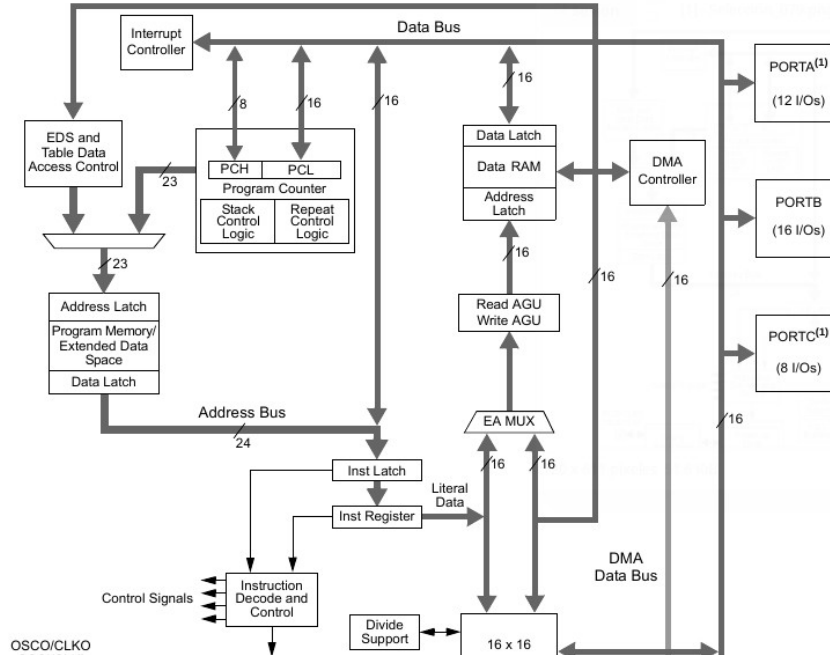 Interrupt
Controller
Data Bus
8
16
16
16
PORTA(1)
(12 I/Os)
EDS and
Table Data
Access Control
23
PCH
PCL
Program Counter
Stack
Control
Logic
Repeat
Control
Logic
Data Latch
Data RAM
Address
Latch
DMA
Controller
PORTB
(16 I/Os)
23
16
16
16
Address Latch
Program Memory/
Extended Data
Space
Data Latch
Read AGU
Write AGU
PORTC(1)
(8 I/Os)
Address Bus
24
EA MUX
16
16
16
Inst Latch
Inst Register
Literal
Data
DMA
Data Bus
Control Signals
Instruction
Decode and
Control
Divide
Support
16 x 16
OSCO/CLKO